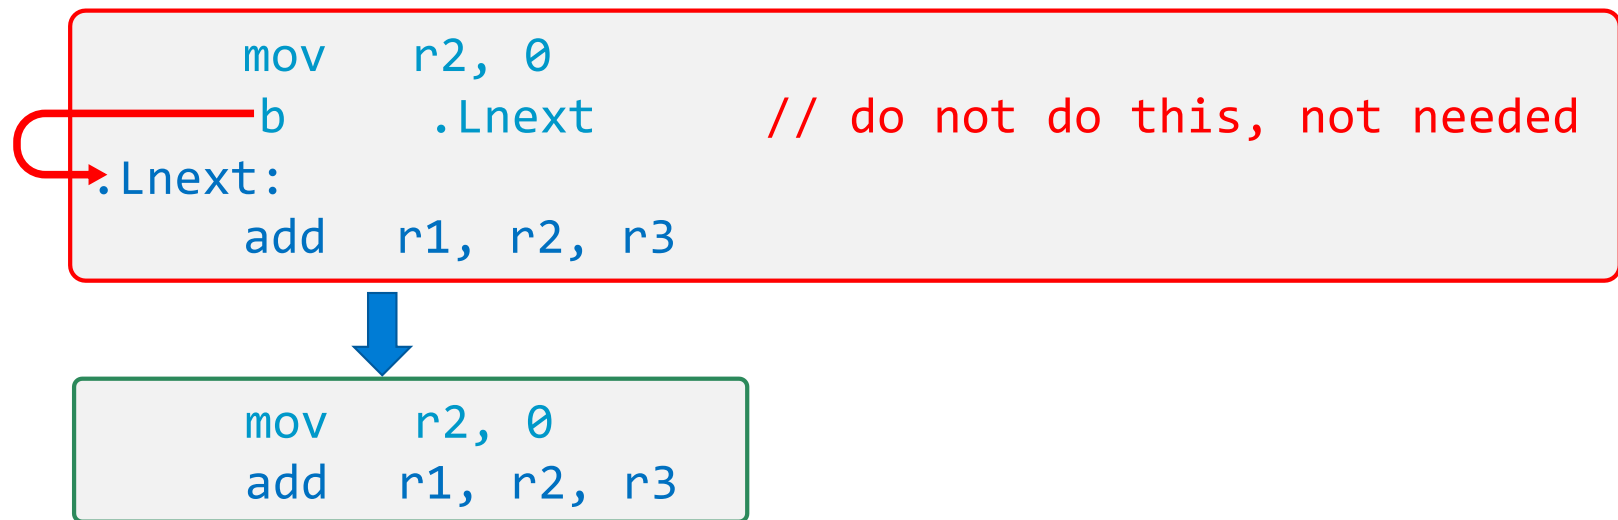 mov r2, 0
b .Lnext // do not do this, not needed
.Lnext:
add r1, r2, r3
mov r2, 0
add r1, r2, r3